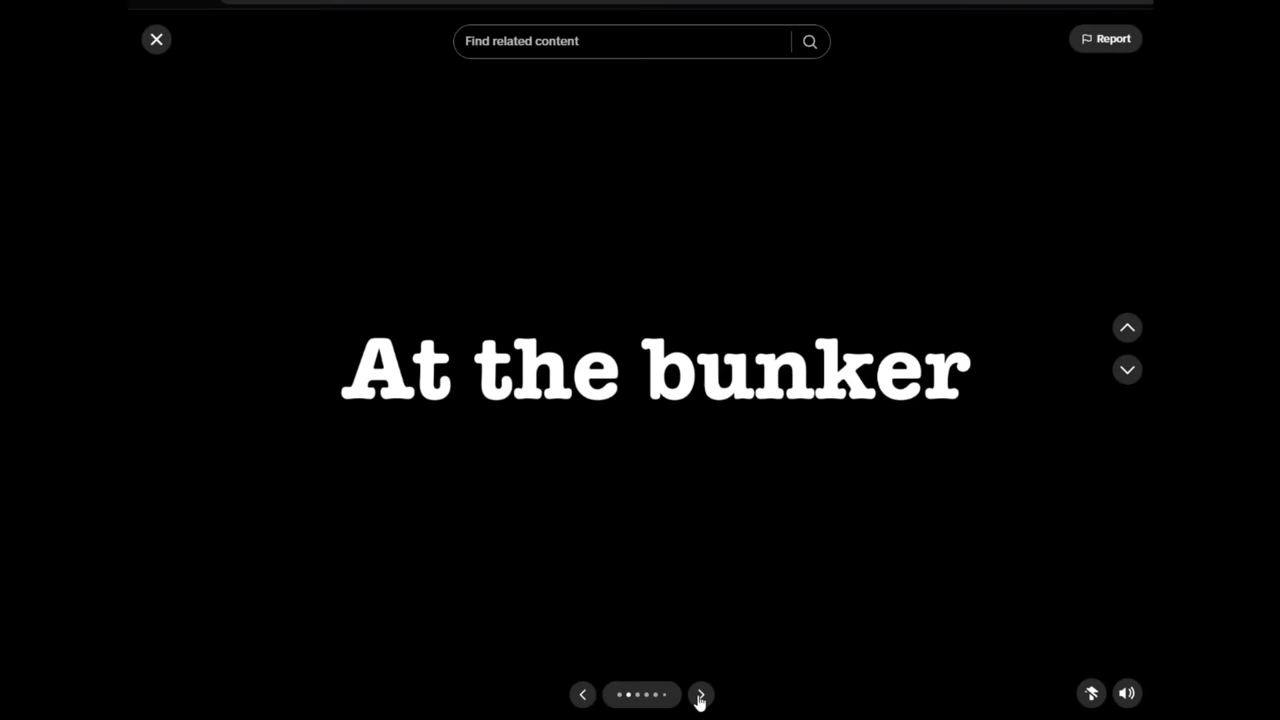 Find related content
Report
At the bunker